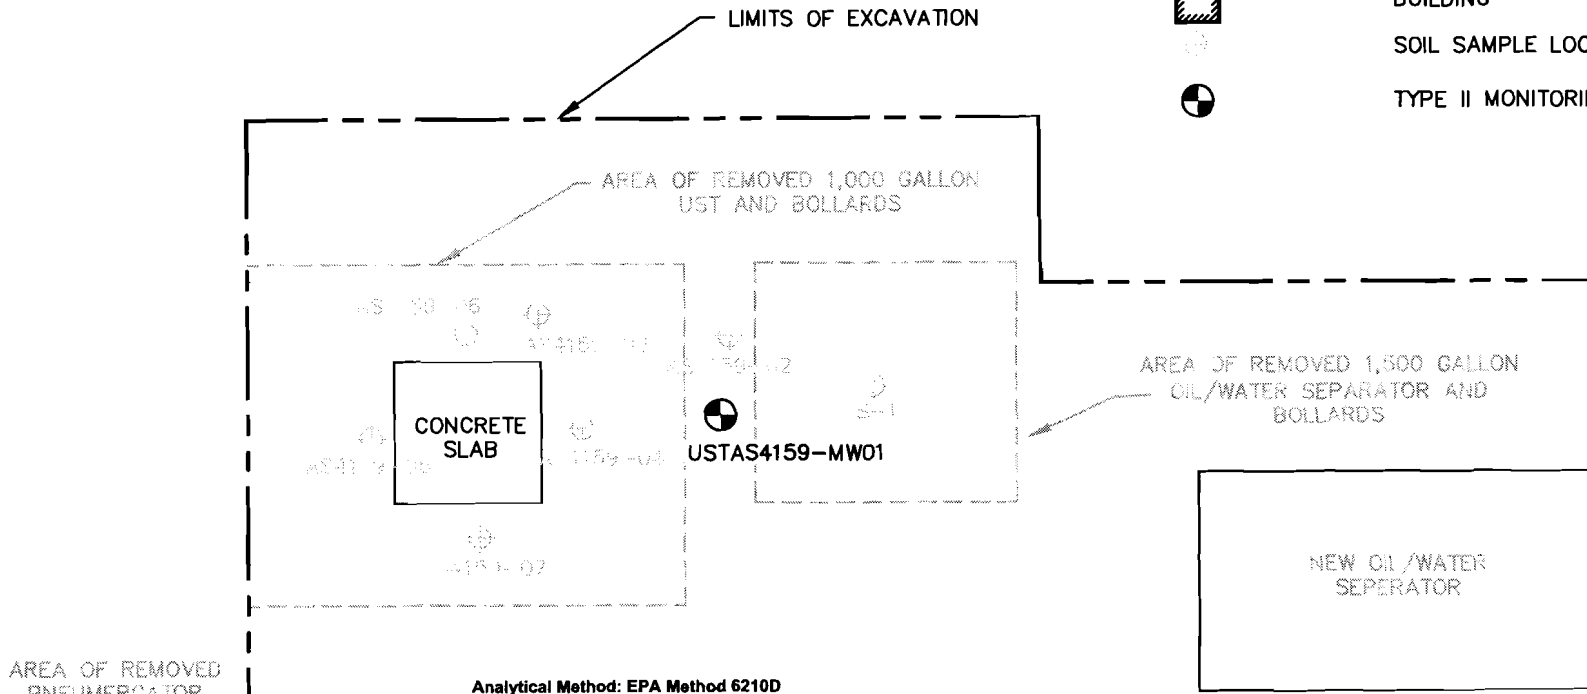 LIMITS OF EXCAVATION
BUILDING
SOIL SAMPLE
TYPE II
AREA OF REMOVED 1,000 GALLON
UST AND BOLLARDS
AREA OF REMOVED 1,500 GALLON
OIL/WATER SEPARATOR AND
BOLLARDS
CONCRETE
SLAB
USTAS4159-MW01
S-1
NEW OIL/WATER
SEPERATOR
AREA OF REMOVED
PNEUMERCATOR
Analytical Method: EPA Method 6210D